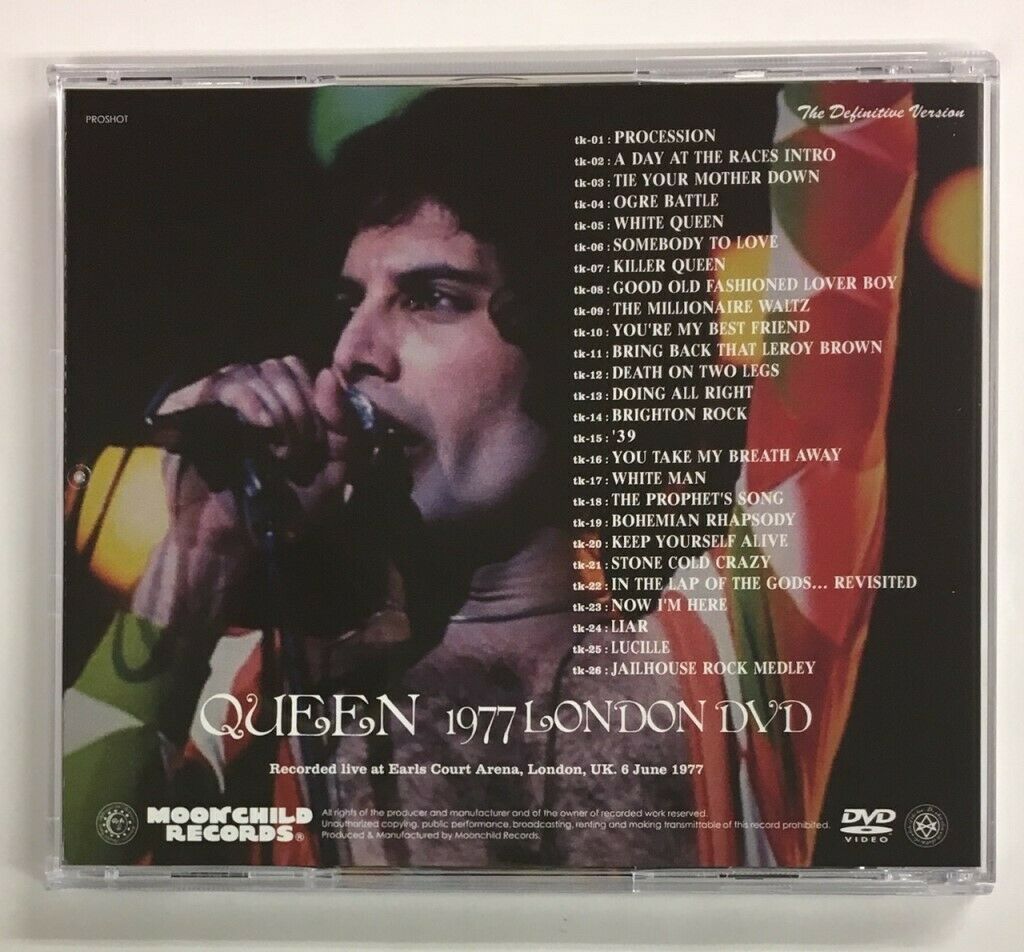 PROSHOT
The Definitive Version
tk-01 : PROCESSION
tk-02 : A DAY AT THE RACES INTRO
tk-03 : TIE YOUR MOTHER DOWN
tk-04 : OGRE BATTLE
tk-05 : WHITE QUEEN
tk-06 : SOMEBODY TO LOVE
tk-07 : KILLER QUEEN
tk-08 : GOOD OLD FASHIONED LOVER BOY
tk-09 : THE MILLIONAIRE WALTZ
tk-10 : YOU'RE MY BEST FRIEND
tk-11 : BRING BACK THAT LEROY BROWN
tk-12 : DEATH ON TWO LEGS
tk-13 : DOING ALL RIGHT
tk-14 : BRIGHTON ROCK
tk-15 : '39
tk-16 : YOU TAKE MY BREATH AWAY
tk-17 : WHITE MAN
tk-18 : THE PROPHET'S SONG
tk-19 : BOHEMIAN RHAPSODY
tk-20 : KEEP YOURSELF ALIVE
tk-21 : STONE COLD CRAZY
tk-22 : IN THE LAP OF THE GODS... REVISITED
tk-23 : NOW I'M HERE
tk-24 : LIAR
tk-25 : LUCILLE
tk-26 : JAILHOUSE ROCK MEDLEY
QUEEN 1977 LONDON DVD
Recorded live at Earls Court Arena, London, UK. 6 June 1977
MOONCHILD
RECORDS®
All rights of the producer and manufacturer and of the owner of recorded work reserved.
Unauthorized copying, public performance, broadcasting, renting and making transmittable of this record prohibited.
Produced & Manufactured by Moonchild Records.
DVD
VIDEO